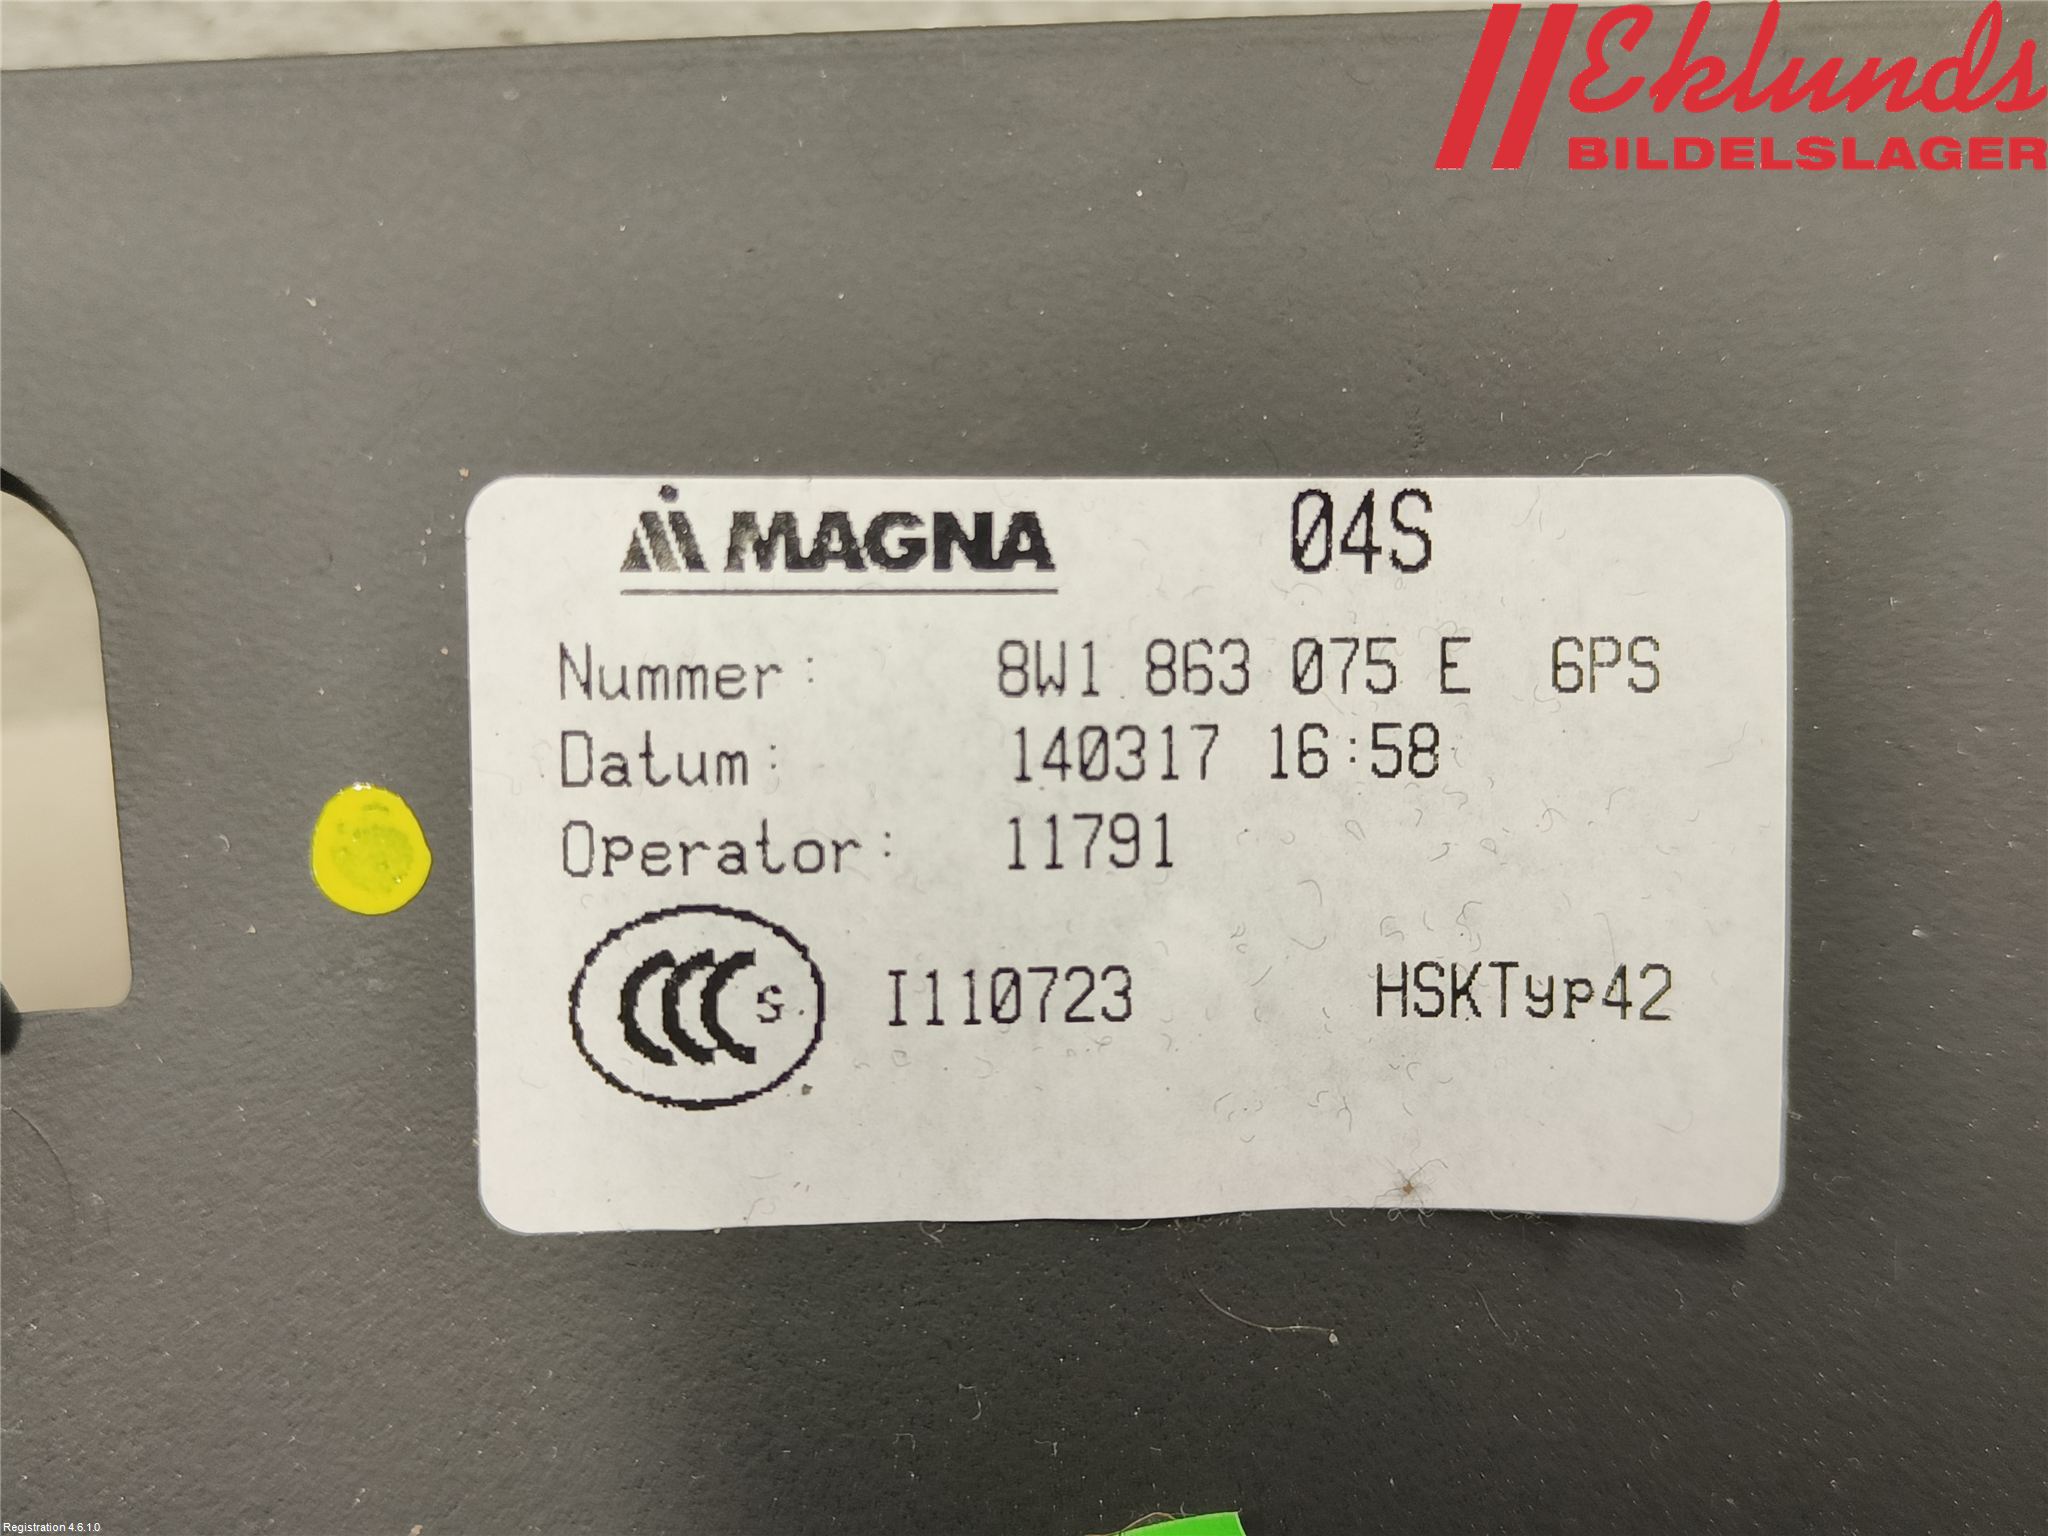 Eklunds
BILDELSLAGER
MAGNA 04S
Nummer: 8W1 863 075 E 6PS
Datum: 140317 16:58
Operator: 11791
CCC S I110723 HSKTyp42
Registration 4.6.1.0